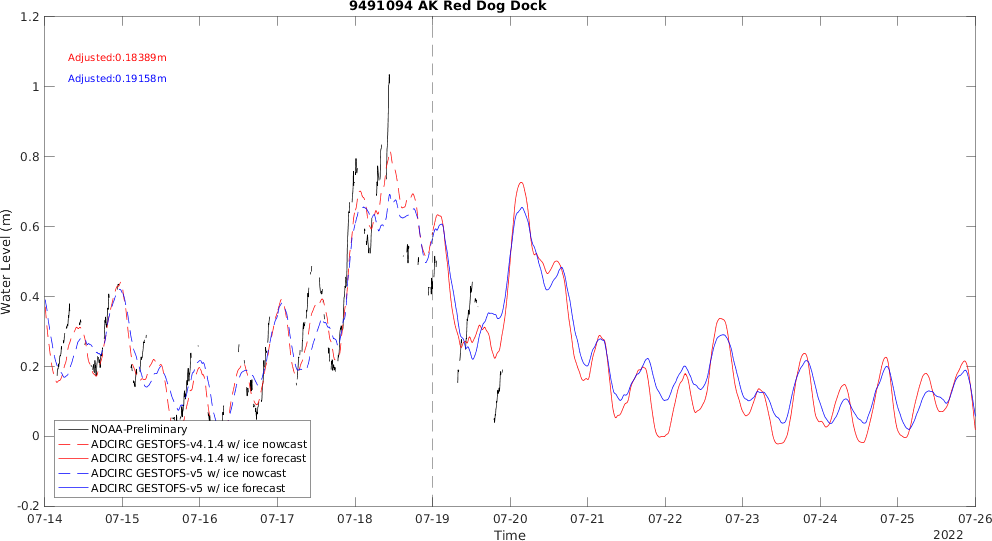 9491094 AK Red Dog Dock
1.2
Adjusted:0.18389m
Adjusted:0.19158m
1
0.8
0.6
0.4
0.2
0
-0.2
Water Level (m)
NOAA-Preliminary
ADCIRC GESTOFS-v4.1.4 w/ ice nowcast
ADCIRC GESTOFS-v4.1.4 w/ ice forecast
ADCIRC GESTOFS-v5 w/ ice nowcast
ADCIRC GESTOFS-v5 w/ ice forecast
07-14 07-15 07-16 07-17 07-18 07-19 07-20 07-21 07-22 07-23 07-24 07-25 07-26
Time
2022